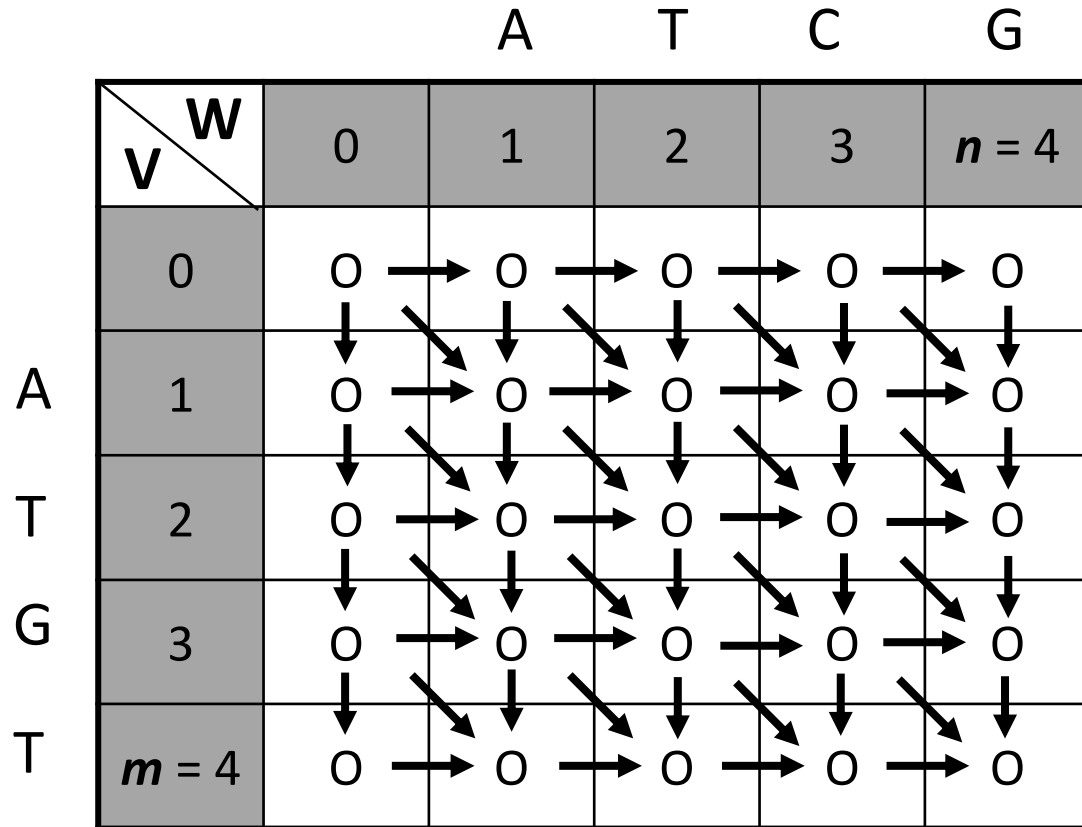 A T C G
W
V
0 1 2 3 n = 4
0 O O O O O
A 1 O O O O O
T 2 O O O O O
G 3 O O O O O
T m = 4 O O O O O